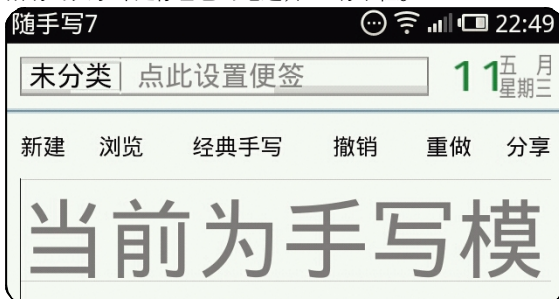 随手写7 22:49
未分类 点此设置便签 11 五月 星期三
新建 浏览 经典手写 撤销 重做 分享
当前为手写模